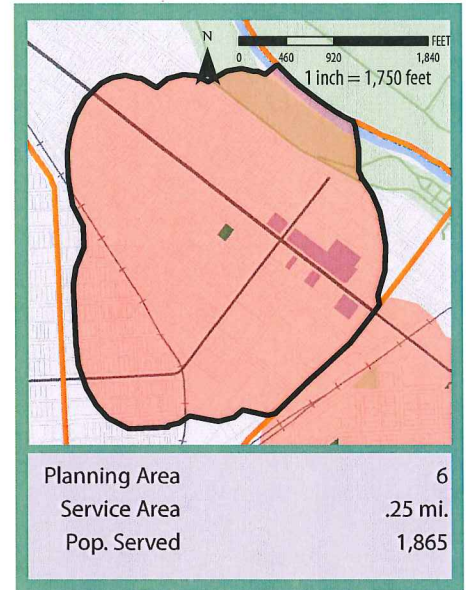 N
FEET
0 460 920 1,840
1 inch = 1,750 feet
Planning Area 6
Service Area .25 mi.
Pop. Served 1,865